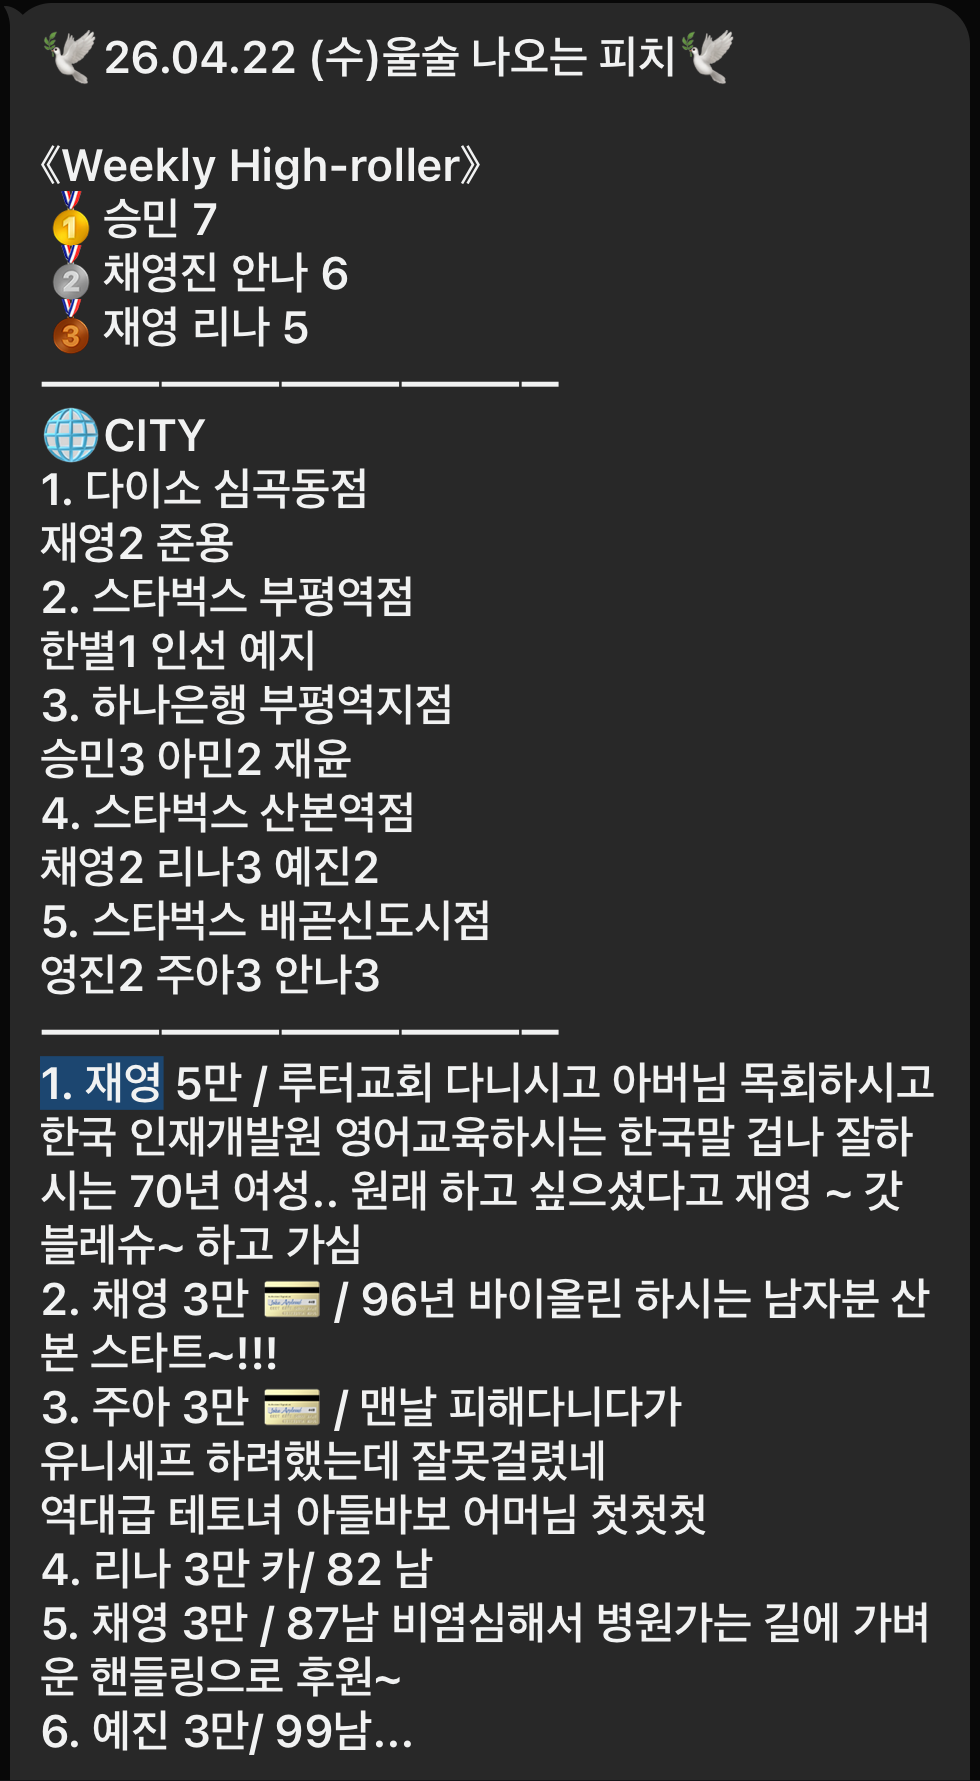 🕊️26.04.22 (수)울술 나오는 피치🕊️
《Weekly High-roller》
🥇승민 7
🥈채영진 안나 6
🥉재영 리나 5
—————————————
🌐CITY
1. 다이소 심곡동점
재영2 준용
2. 스타벅스 부평역점
한별1 인선 예지
3. 하나은행 부평역지점
승민3 아민2 재윤
4. 스타벅스 산본역점
채영2 리나3 예진2
5. 스타벅스 배곧신도시점
영진2 주아3 안나3
—————————————
1. 재영 5만 / 루터교회 다니시고 아버님 목회하시고
한국 인재개발원 영어교육하시는 한국말 겁나 잘하
시는 70년 여성.. 원래 하고 싶으셨다고 재영 ~ 갓
블레슈~ 하고 가심
2. 채영 3만 💳 / 96년 바이올린 하시는 남자분 산
본 스타트~!!!
3. 주아 3만 💳 / 맨날 피해다니다가
유니세프 하려했는데 잘못걸렸네
역대급 테토녀 아들바보 어머님 첫첫첫
4. 리나 3만 카/ 82 남
5. 채영 3만 / 87남 비염심해서 병원가는 길에 가벼
운 핸들링으로 후원~
6. 예진 3만/ 99남...